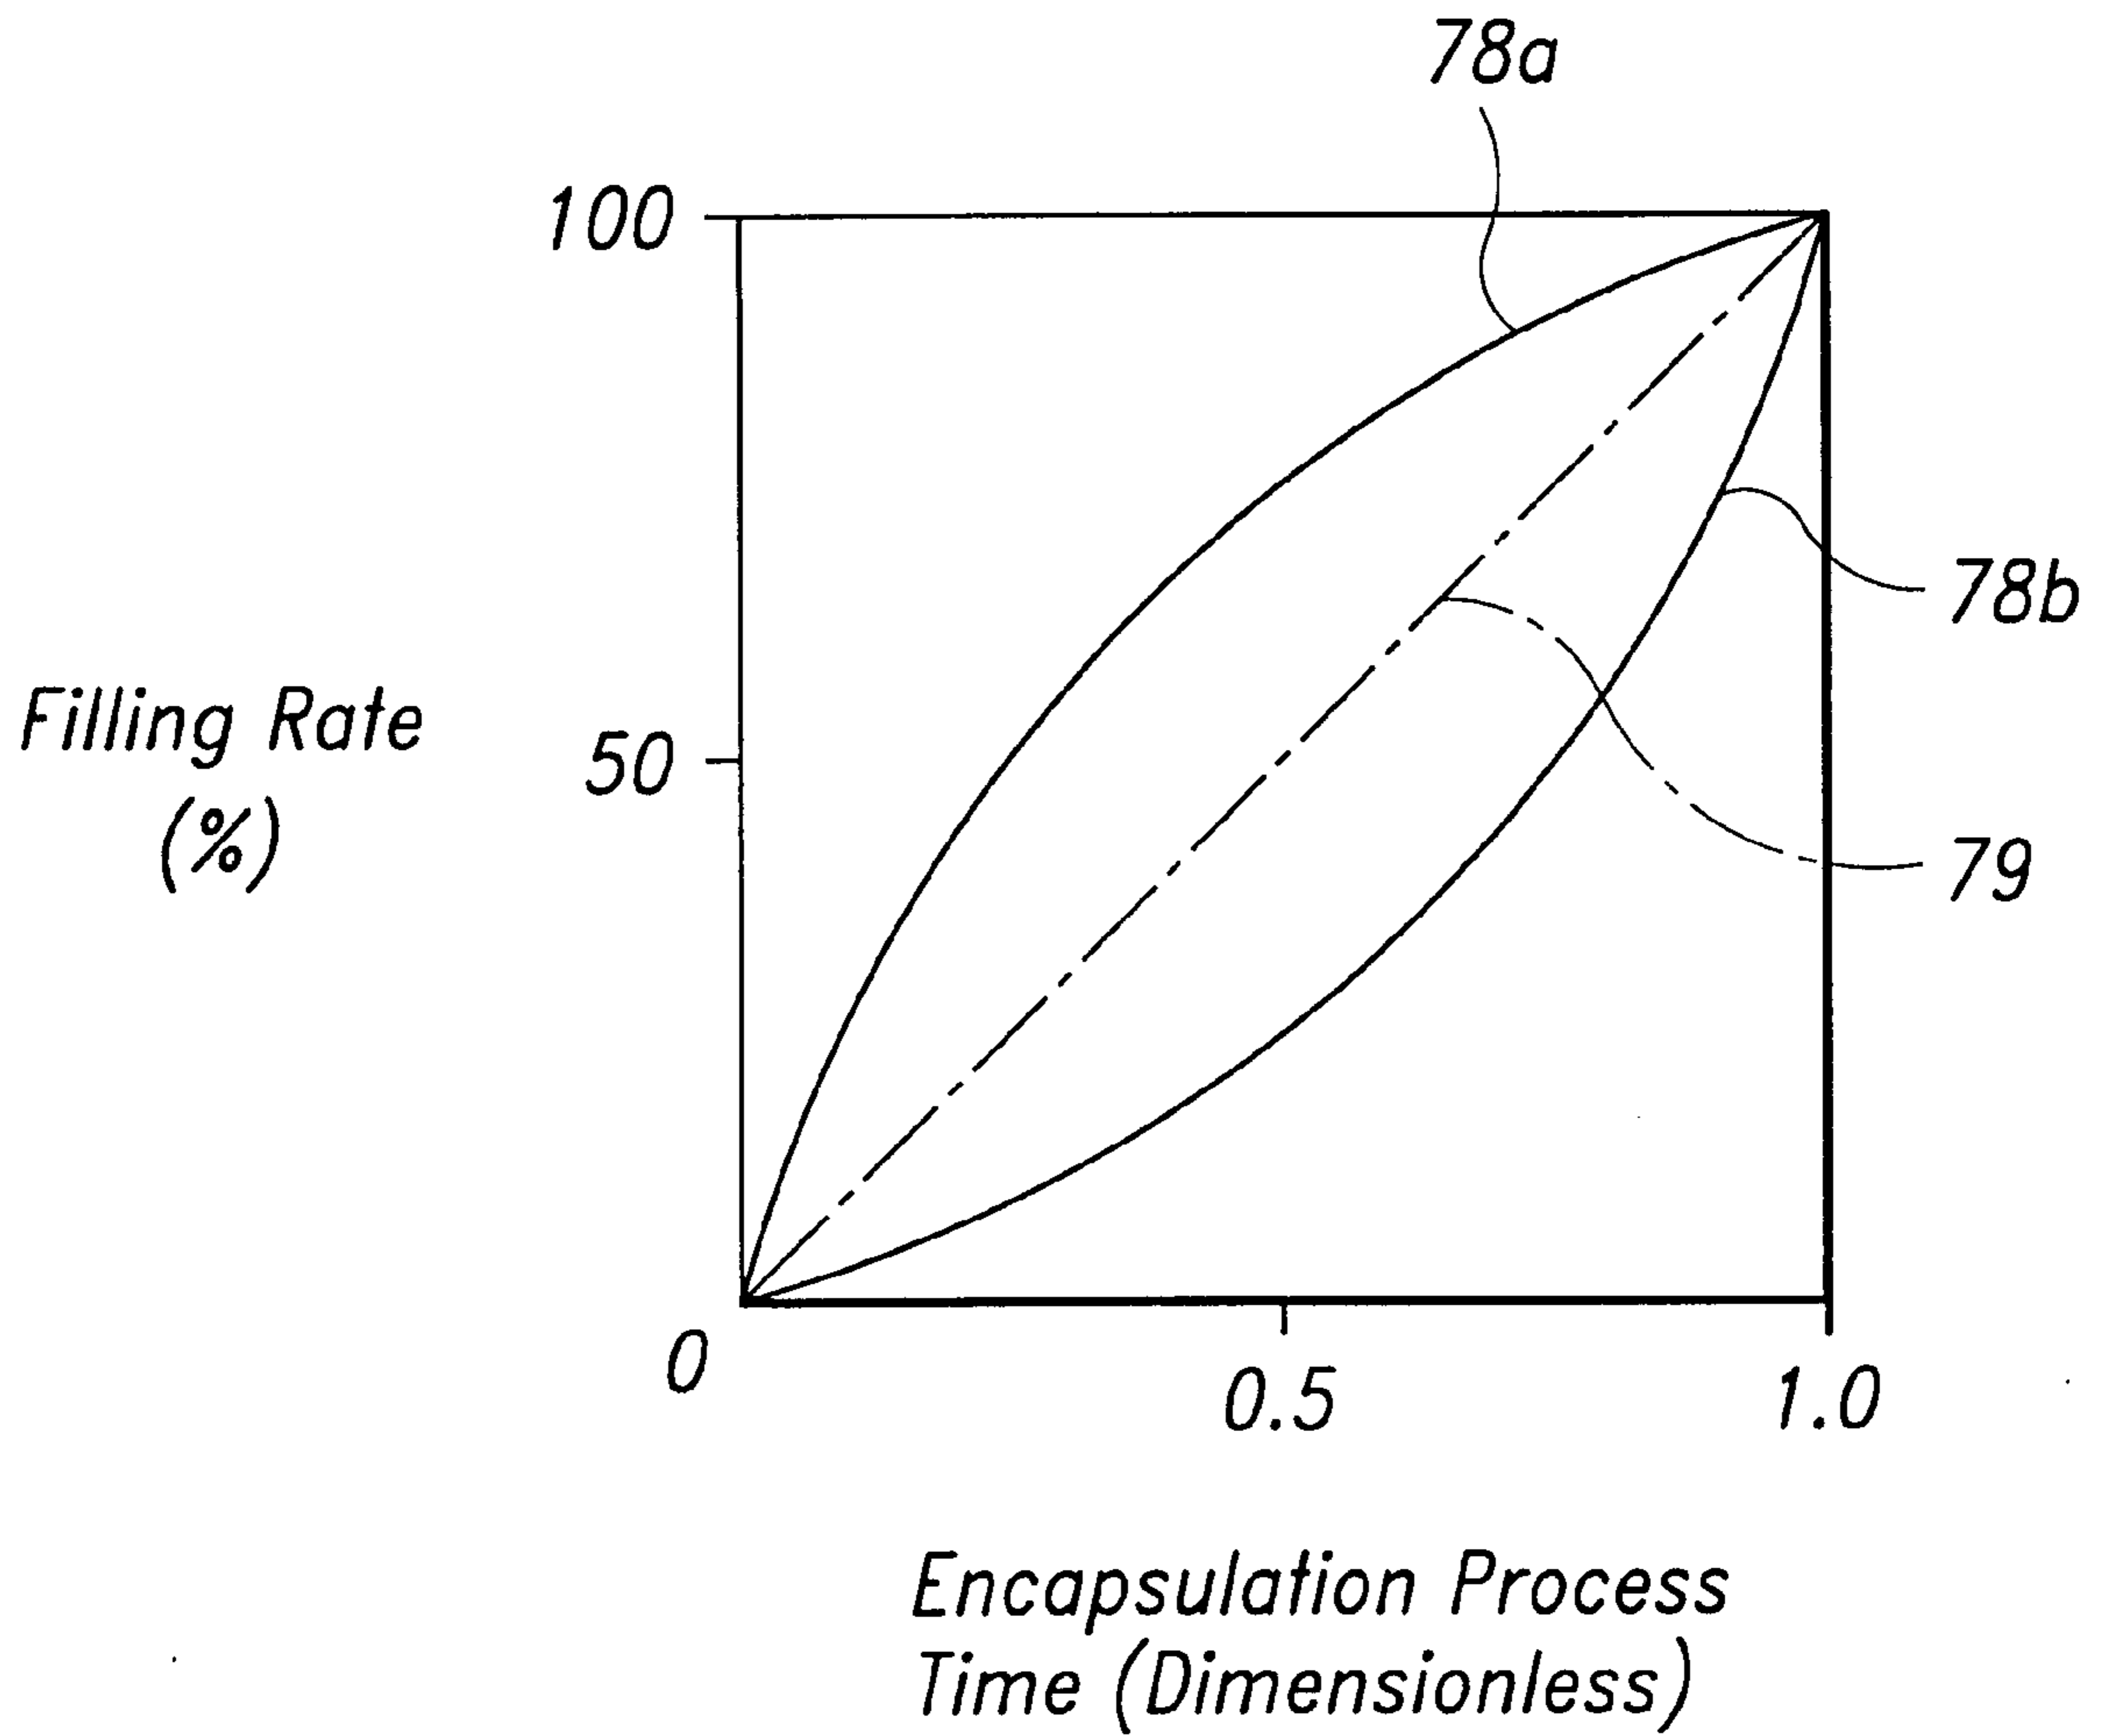 78a
100
78b
Filling Rate
(%)
50
79
0
0.5
1.0
Encapsulation Process
Time (Dimensionless)